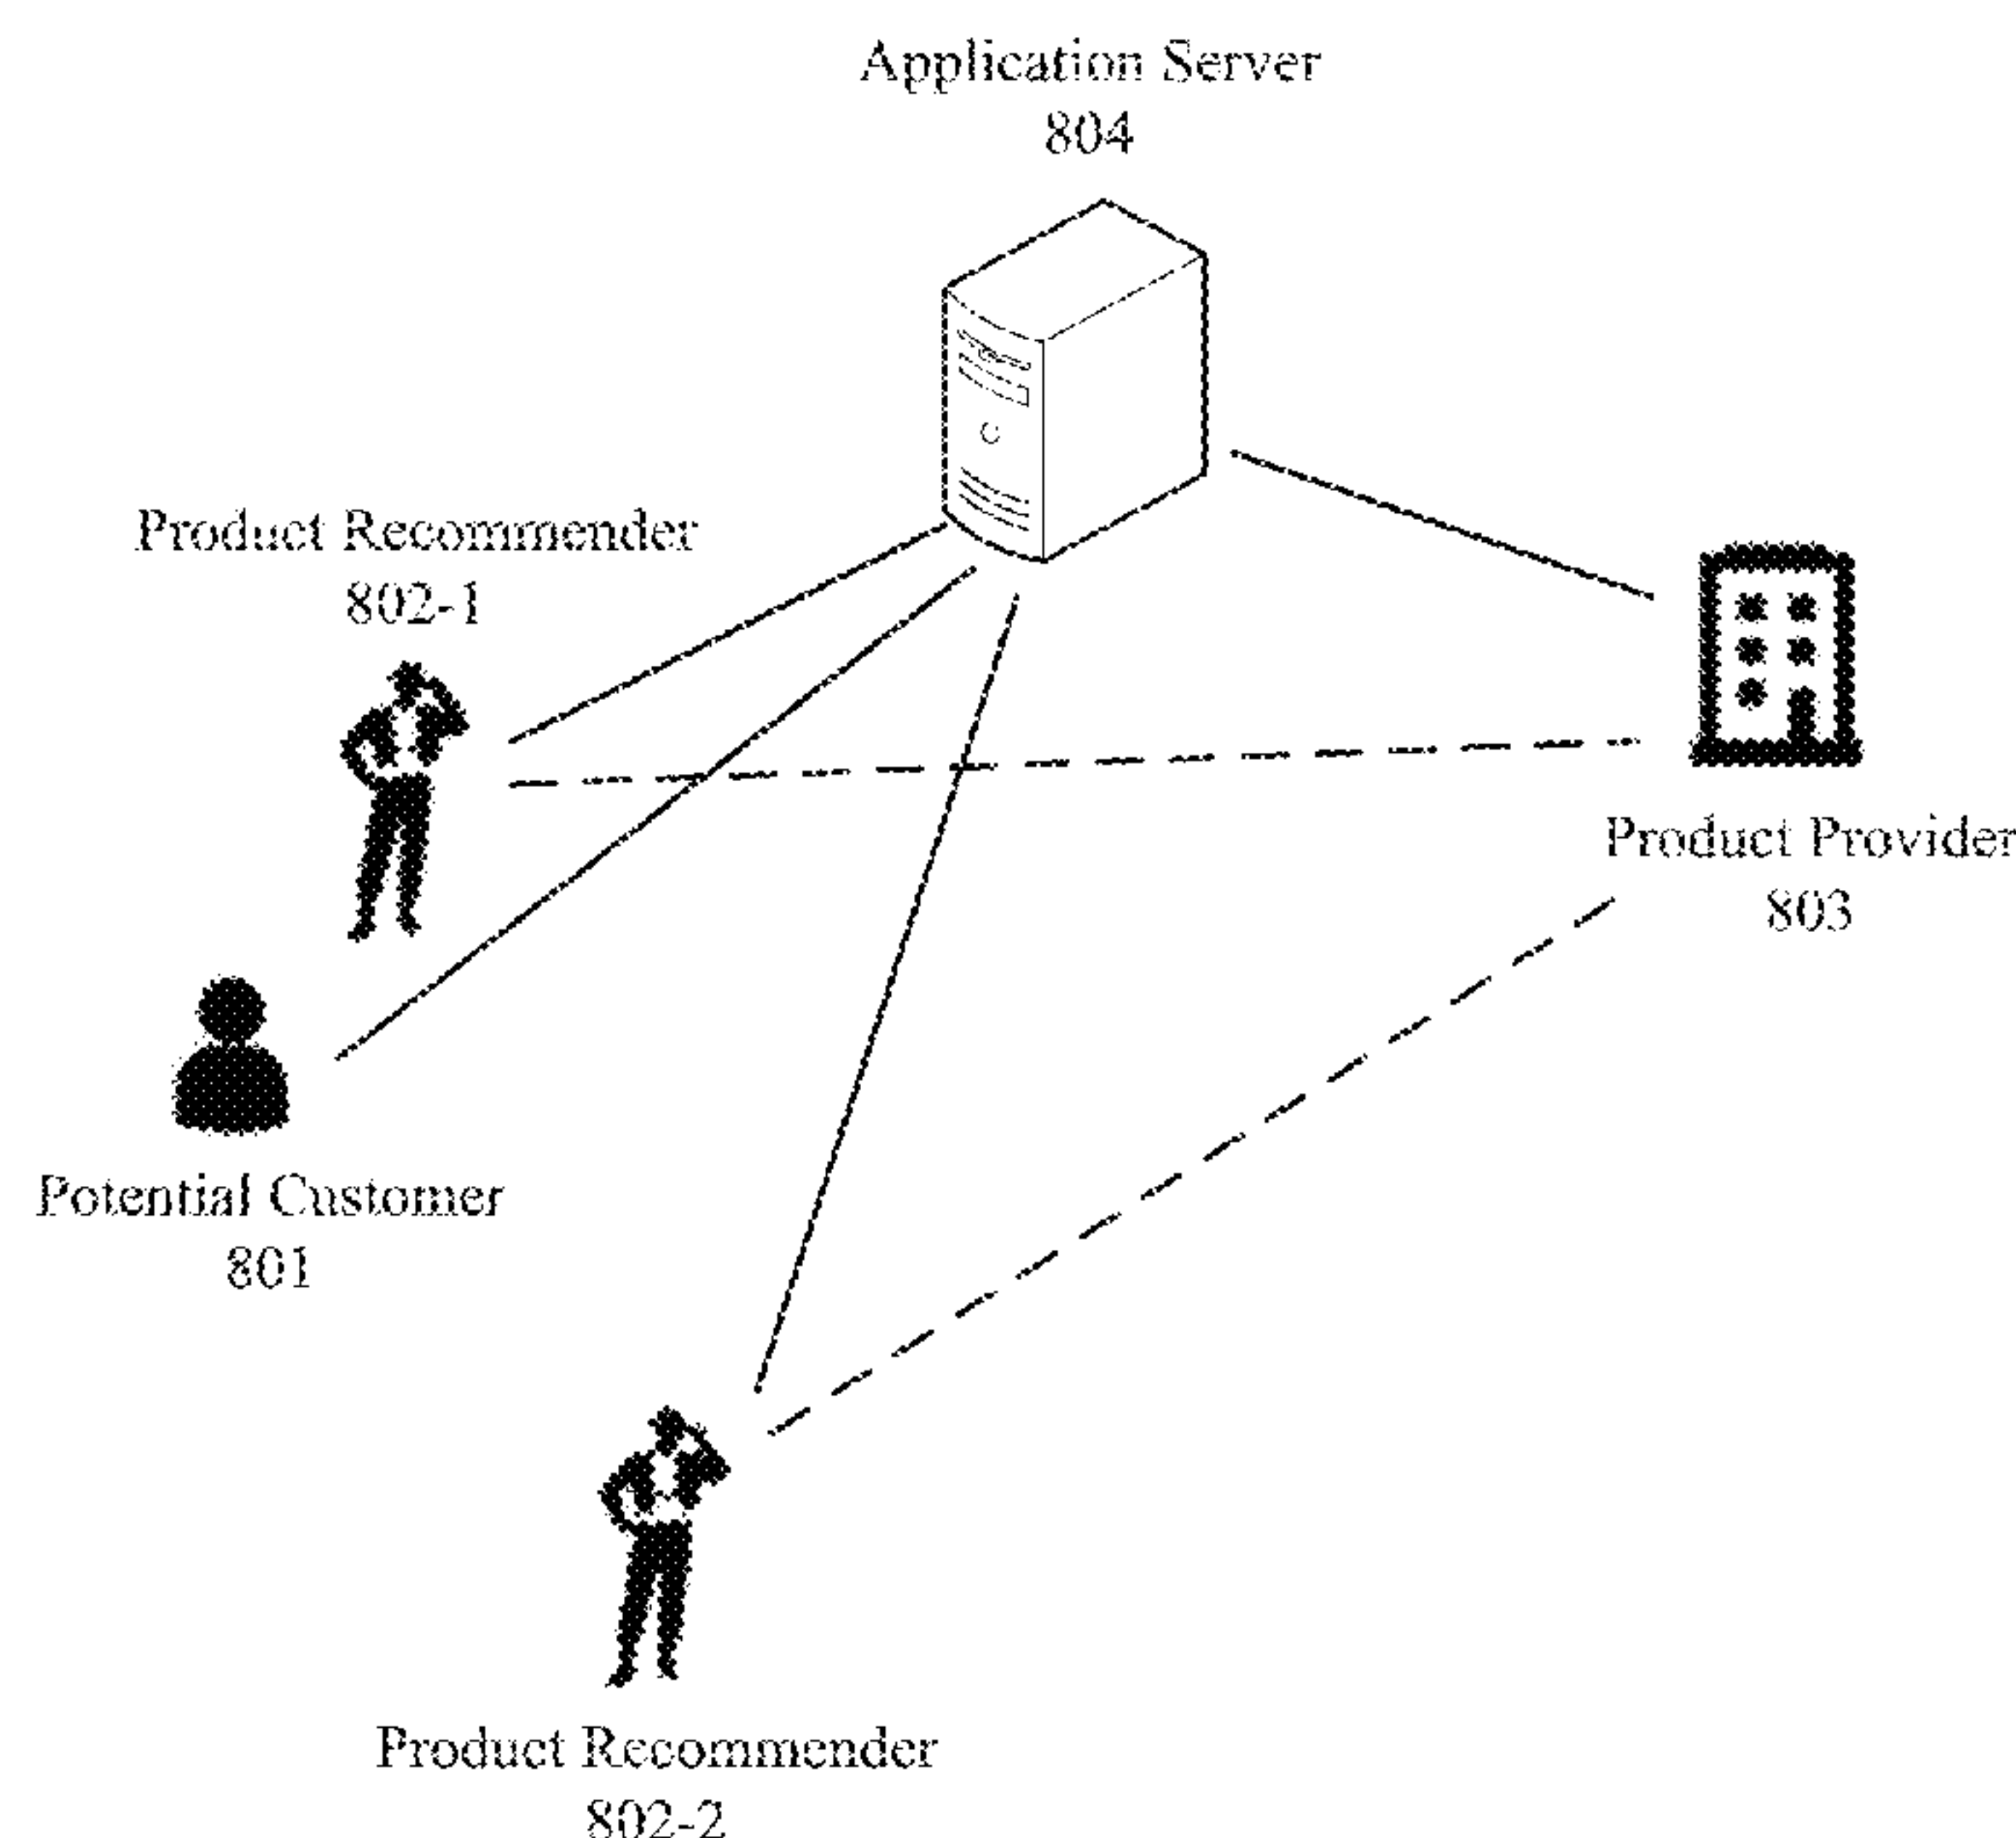 Application Server
804
Product Recommender
802-1
Product Provider
803
Potential Customer
801
Product Recommender
802-2